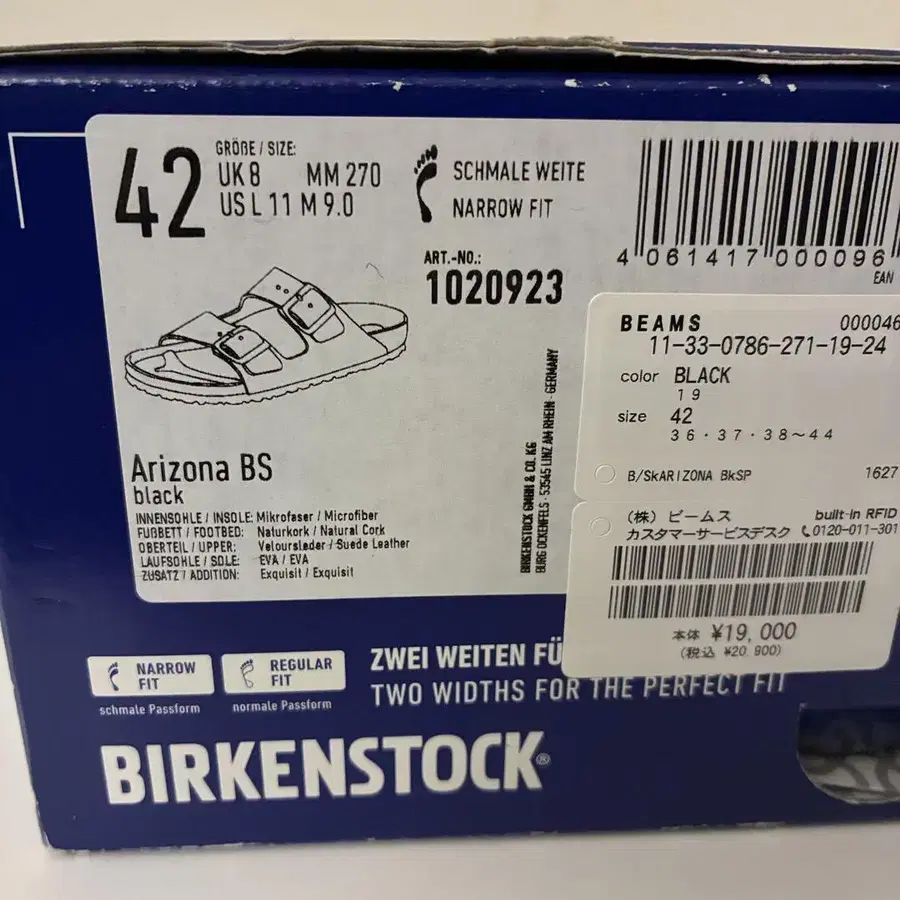 42
GRÖßE / SIZE:
UK 8 MM 270
US L 11 M 9.0
SCHMALE WEITE
NARROW FIT
ART.-NO.:
1020923
4 061417 000096
EAN
Arizona BS
black
INNENSOHLE / INSOLE: Mikrofaser / Microfiber
FUßBETT / FOOTBED: Naturkork / Natural Cork
OBERTEIL / UPPER: Veloursleder / Suede Leather
LAUFSOHLE / SOLE: EVA / EVA
ZUSATZ / ADDITION: Exquisit / Exquisit
BIRKENSTOCK GMBH & CO. KG
BURG OCKENFELS · 53545 LINZ AM RHEIN · GERMANY
BEAMS 000046
11-33-0786-271-19-24
color BLACK
19
size 42
36・37・38~44
B/SkARIZONA BkSP 1627
(株) ビームス built-in RFID
カスタマーサービスデスク 0120-011-301
本体 ¥19,000
(税込 ¥20,900)
NARROW FIT
schmale Passform
REGULAR FIT
normale Passform
ZWEI WEITEN FÜ
TWO WIDTHS FOR THE PERFECT FIT
BIRKENSTOCK®